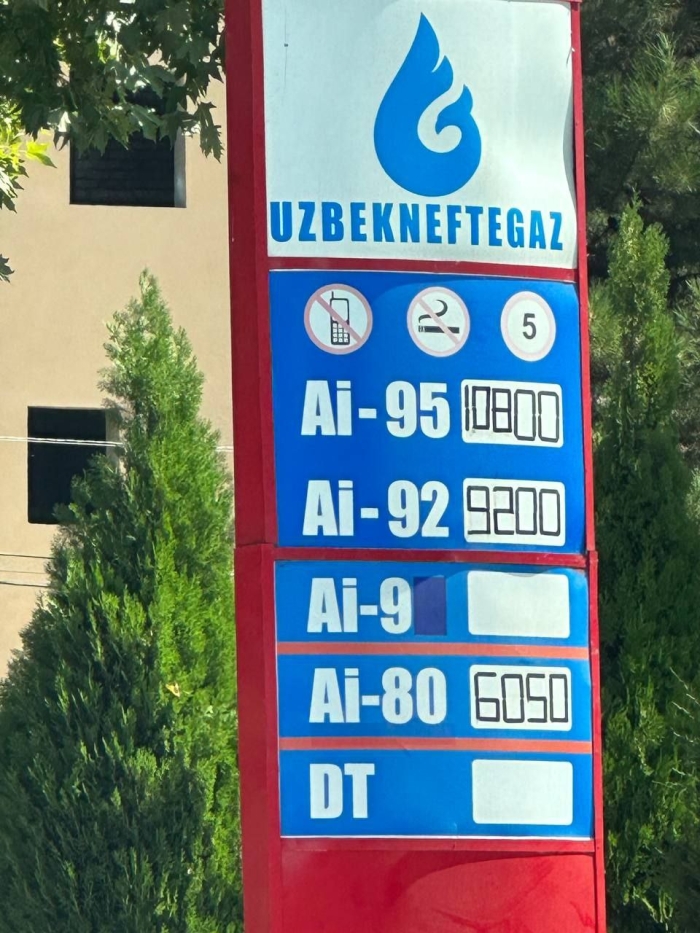 UZBEKNEFTEGAZ
5
Ai-95 10800
Ai-92 9200
Ai-9
Ai-80 6050
DT